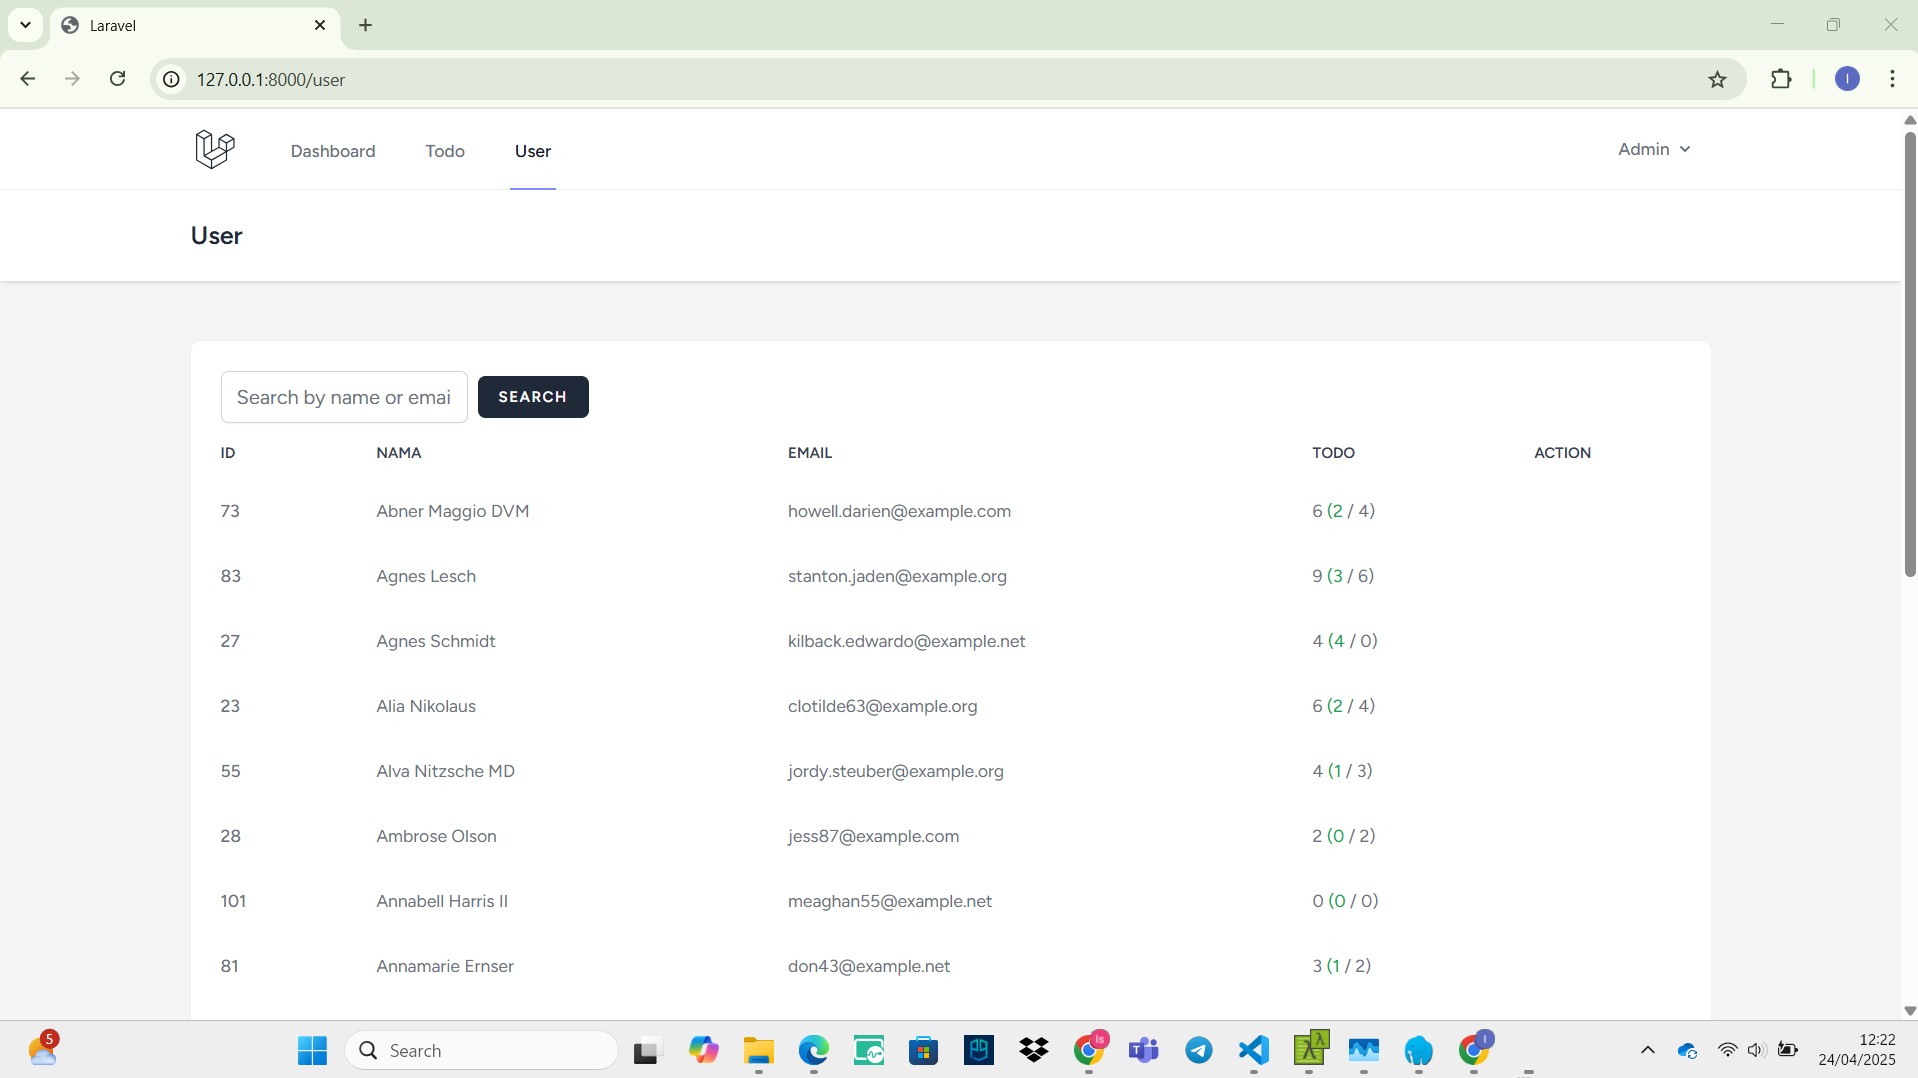 Laravel
127.0.0.1:8000/user
I
Dashboard Todo User Admin
User
Search by name or emai SEARCH
ID NAMA EMAIL TODO ACTION
73 Abner Maggio DVM howell.darien@example.com 6 (2 / 4)
83 Agnes Lesch stanton.jaden@example.org 9 (3 / 6)
27 Agnes Schmidt kilback.edwardo@example.net 4 (4 / 0)
23 Alia Nikolaus clotilde63@example.org 6 (2 / 4)
55 Alva Nitzsche MD jordy.steuber@example.org 4 (1 / 3)
28 Ambrose Olson jess87@example.com 2 (0 / 2)
101 Annabell Harris II meaghan55@example.net 0 (0 / 0)
81 Annamarie Ernser don43@example.net 3 (1 / 2)
5 Search Is I 12:22
24/04/2025